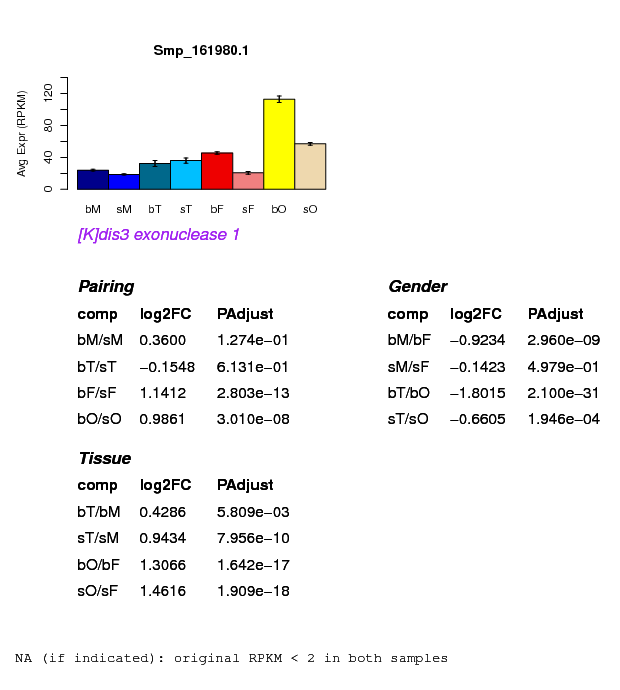 Smp_161980.1
Avg Expr (RPKM)
0 40 80 120
bM sM bT sT bF sF bO sO
[K]dis3 exonuclease 1
Pairing
comp log2FC PAdjust
bM/sM 0.3600 1.274e−01
bT/sT −0.1548 6.131e−01
bF/sF 1.1412 2.803e−13
bO/sO 0.9861 3.010e−08
Gender
comp log2FC PAdjust
bM/bF −0.9234 2.960e−09
sM/sF −0.1423 4.979e−01
bT/bO −1.8015 2.100e−31
sT/sO −0.6605 1.946e−04
Tissue
comp log2FC PAdjust
bT/bM 0.4286 5.809e−03
sT/sM 0.9434 7.956e−10
bO/bF 1.3066 1.642e−17
sO/sF 1.4616 1.909e−18
NA (if indicated): original RPKM < 2 in both samples